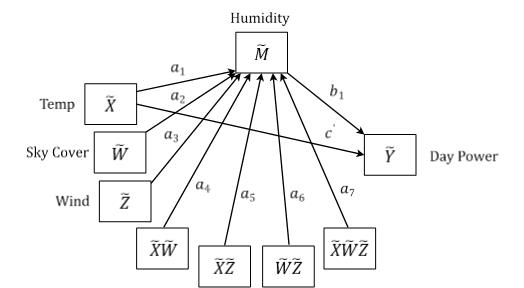 Humidity
M̃
a₁
a₂
b₁
Temp
X̃
a₃
c'
Sky Cover
W̃
Ỹ
Day Power
Wind
Z̃
a₄
a₅
a₆
a₇
X̃W̃
X̃Z̃
W̃Z̃
X̃W̃Z̃